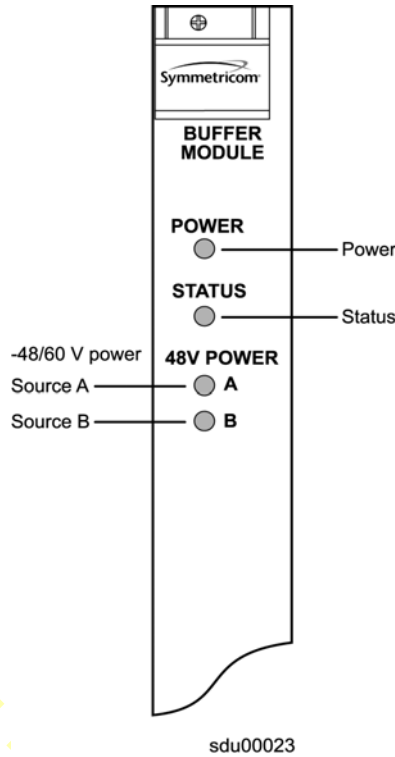 Symmetricom
BUFFER
MODULE
POWER
Power
STATUS
Status
-48/60 V power
48V POWER
Source A
A
Source B
B
sdu00023